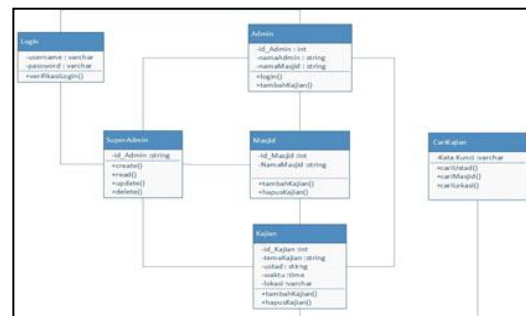 Login
-username : varchar
-password : varchar
+verifikasiLogin()
Admin
-id_Admin : int
-namaAdmin : string
-namaMasjid : string
+login()
+tambahKajian()
SuperAdmin
-id_Admin :string
+create()
+read()
+update()
+delete()
Masjid
-id_Masjid :int
-NamaMasjid :string
+tambahKajian()
+hapusKajian()
CariKajian
-Kata Kunci :varchar
+cariUstad()
+cariMasjid()
+cariLokasi()
Kajian
-id_Kajian :int
-temaKajian :string
-ustad : stirng
-waktu :time
-lokasi :varchar
+tambahKajian()
+hapusKajian()